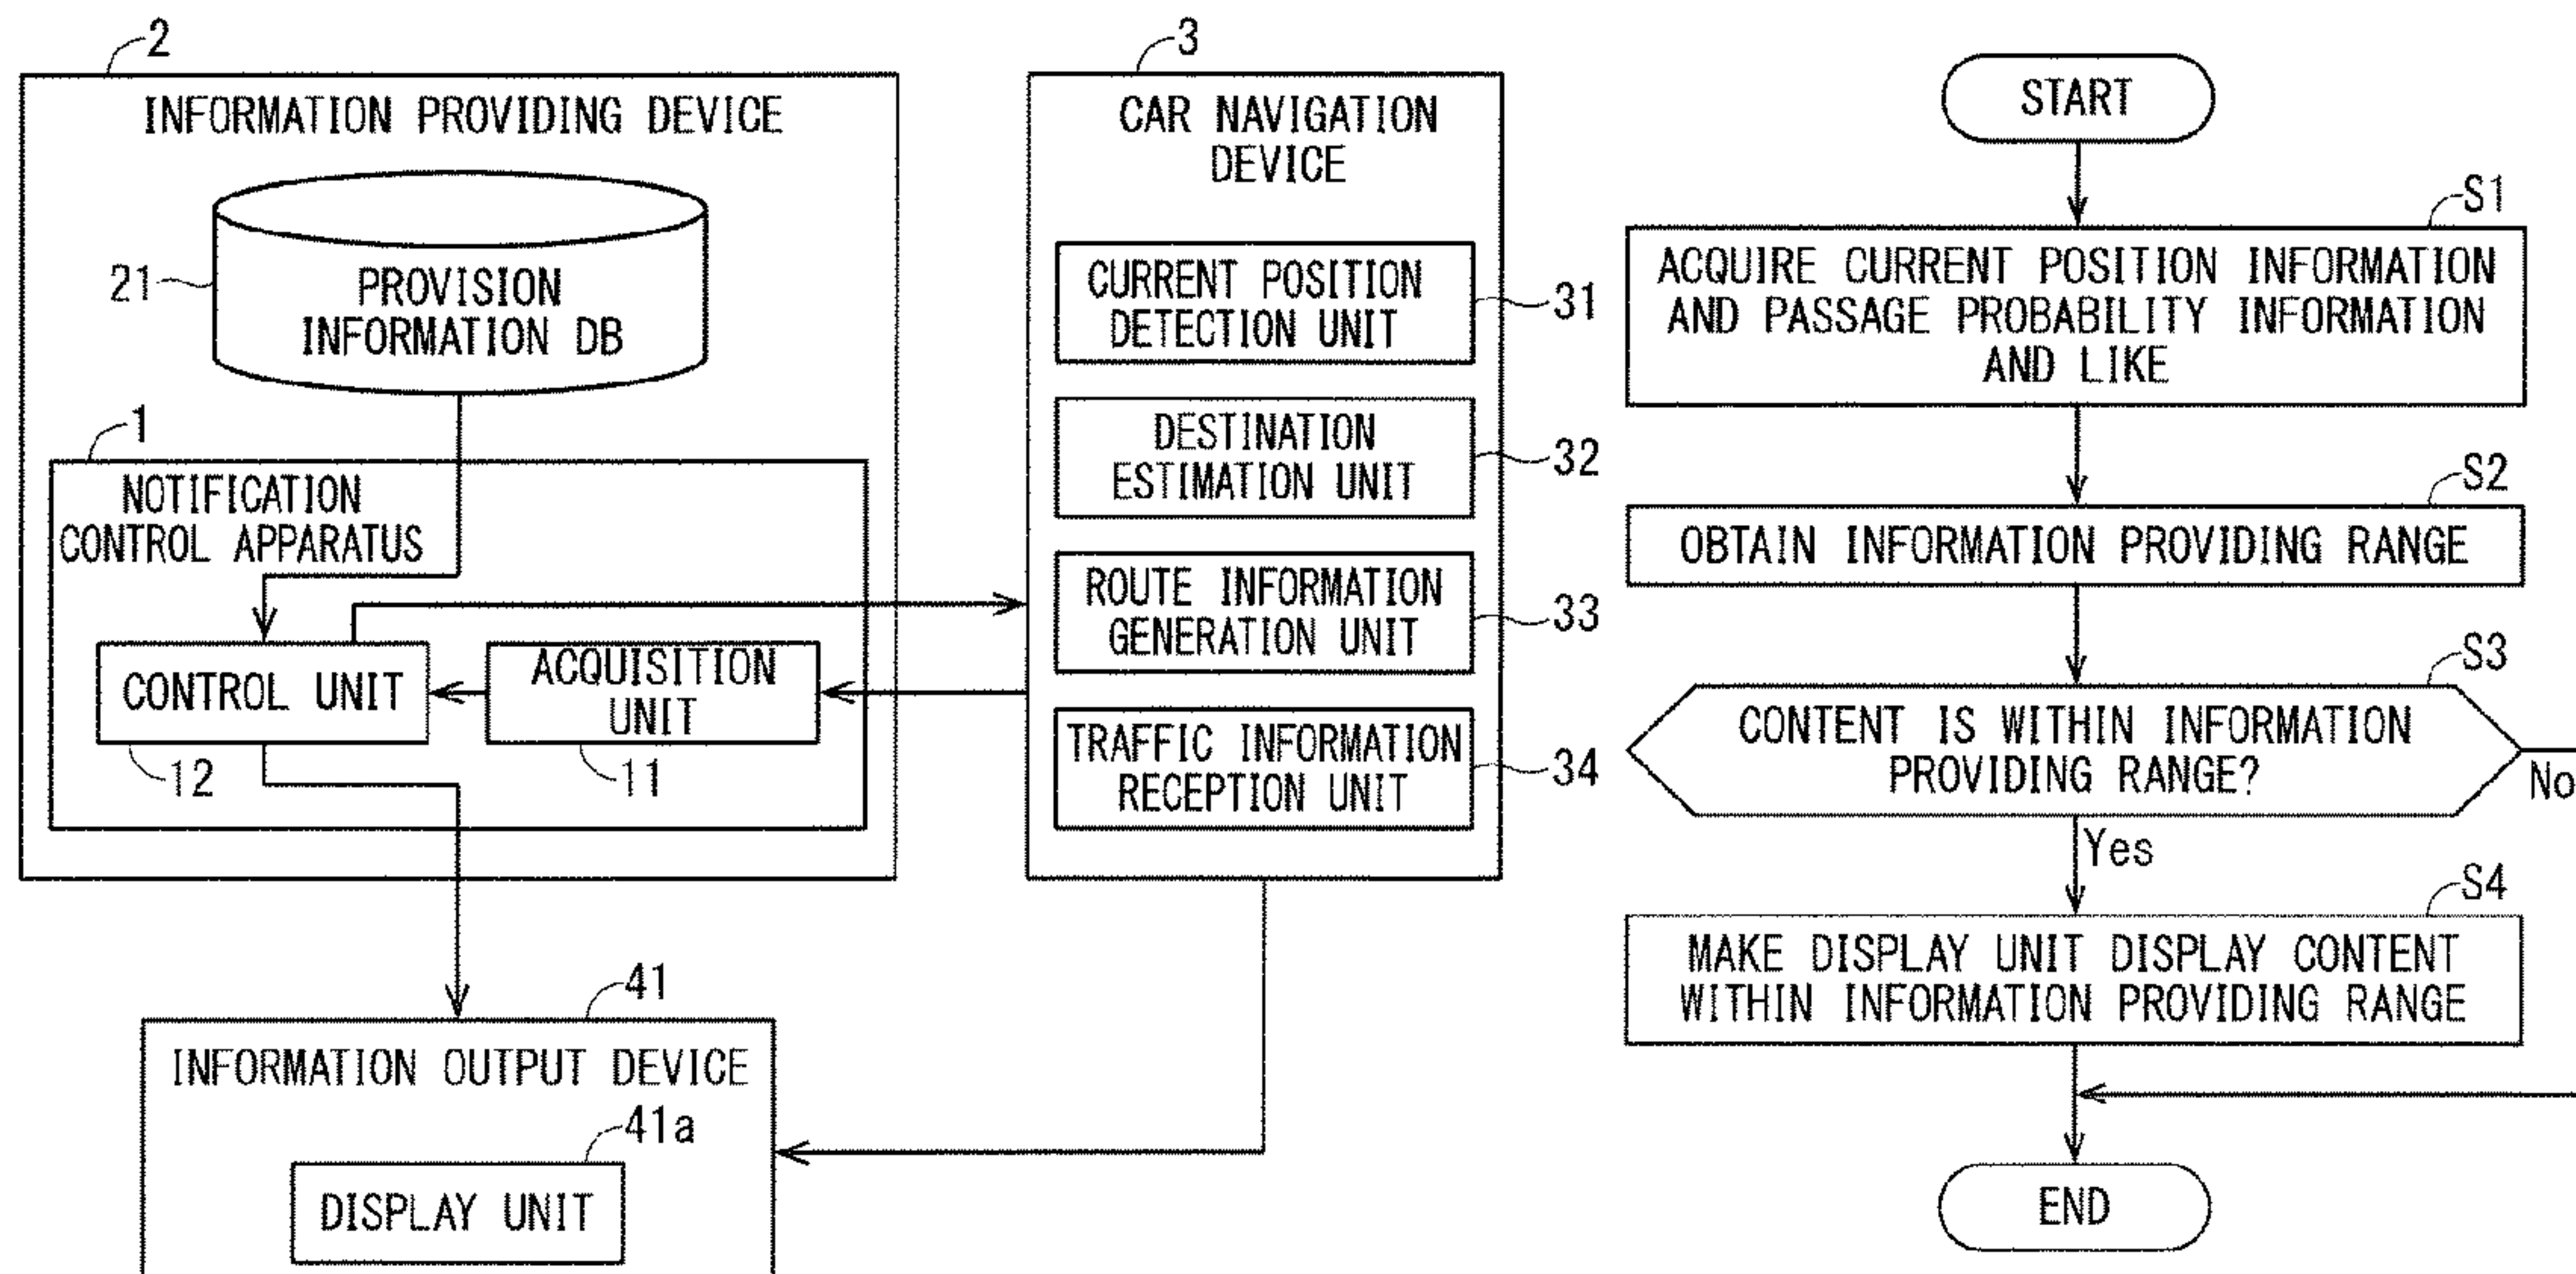 2
INFORMATION PROVIDING DEVICE
21
PROVISION
INFORMATION DB
1
NOTIFICATION
CONTROL APPARATUS
CONTROL UNIT
12
ACQUISITION
UNIT
11
3
CAR NAVIGATION
DEVICE
CURRENT POSITION
DETECTION UNIT
31
DESTINATION
ESTIMATION UNIT
32
ROUTE INFORMATION
GENERATION UNIT
33
TRAFFIC INFORMATION
RECEPTION UNIT
34
41
INFORMATION OUTPUT DEVICE
41a
DISPLAY UNIT
START
S1
ACQUIRE CURRENT POSITION INFORMATION
AND PASSAGE PROBABILITY INFORMATION
AND LIKE
S2
OBTAIN INFORMATION PROVIDING RANGE
S3
CONTENT IS WITHIN INFORMATION
PROVIDING RANGE?
No
Yes
S4
MAKE DISPLAY UNIT DISPLAY CONTENT
WITHIN INFORMATION PROVIDING RANGE
END